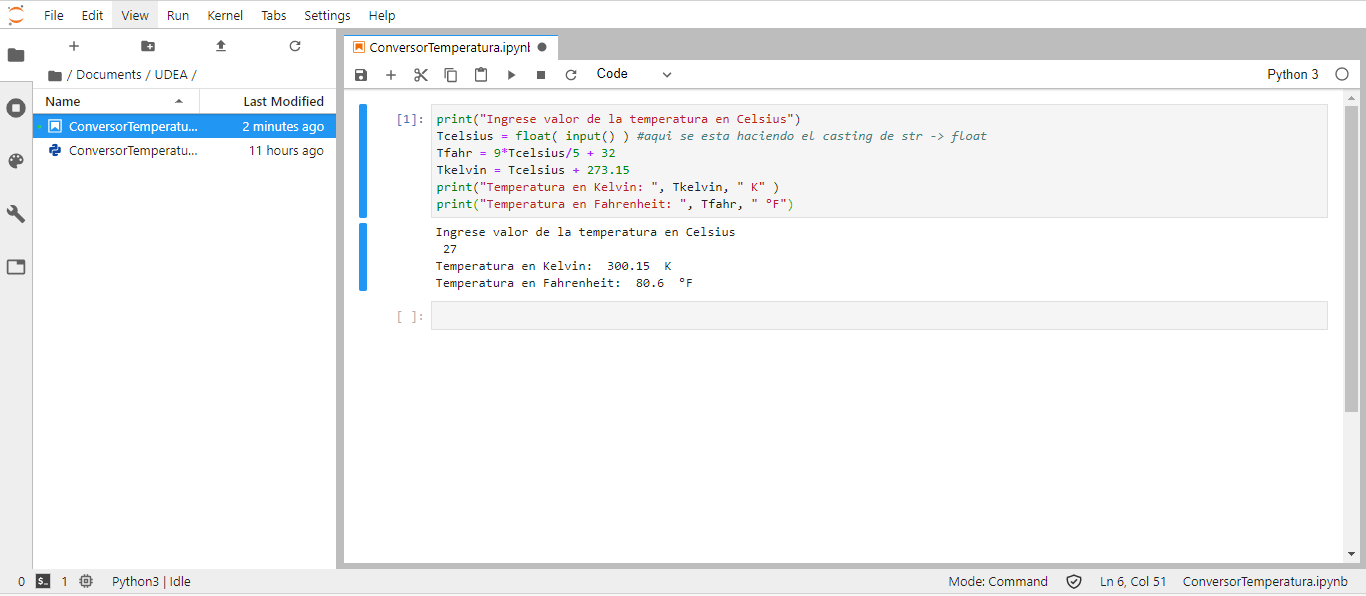 File Edit View Run Kernel Tabs Settings Help
/ Documents / UDEA /
Name Last Modified
ConversorTemperatu... 2 minutes ago
ConversorTemperatu... 11 hours ago
ConversorTemperatura.ipynb
Code
Python 3
[1]: print("Ingrese valor de la temperatura en Celsius")
Tcelsius = float( input() ) #aqui se esta haciendo el casting de str -> float
Tfahr = 9*Tcelsius/5 + 32
Tkelvin = Tcelsius + 273.15
print("Temperatura en Kelvin: ", Tkelvin, " K" )
print("Temperatura en Fahrenheit: ", Tfahr, " °F")
Ingrese valor de la temperatura en Celsius
27
Temperatura en Kelvin:  300.15  K
Temperatura en Fahrenheit:  80.6  °F
[ ]:
0 $_ 1 Python3 | Idle Mode: Command Ln 6, Col 51 ConversorTemperatura.ipynb